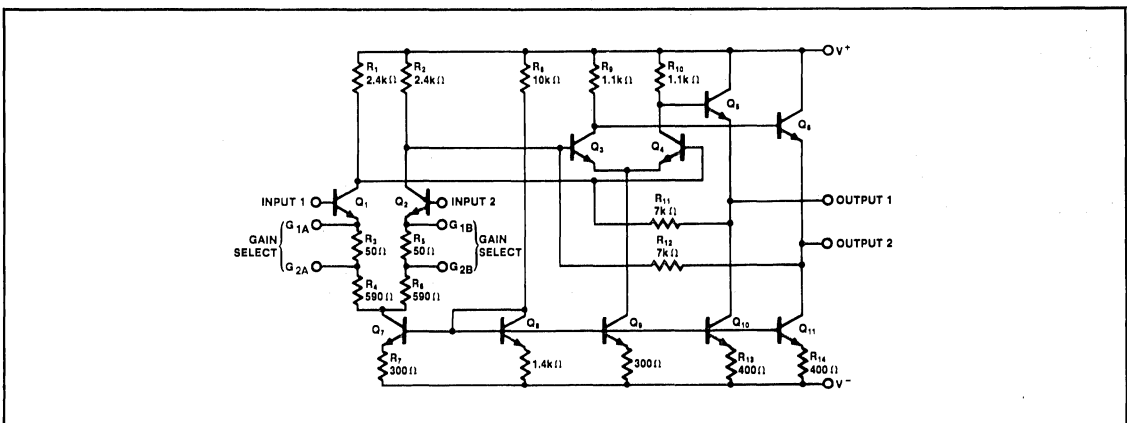 V+
R1
2.4kΩ
R2
2.4kΩ
R8
10kΩ
R9
1.1kΩ
R10
1.1kΩ
Q5
Q6
Q3
Q4
INPUT 1
Q1
Q2
INPUT 2
R11
7kΩ
OUTPUT 1
G1A
G1B
GAIN
SELECT
R3
50Ω
R5
50Ω
GAIN
SELECT
R12
7kΩ
OUTPUT 2
G2A
G2B
R4
590Ω
R6
590Ω
Q7
Q8
Q9
Q10
Q11
R7
300Ω
1.4kΩ
300Ω
R13
400Ω
R14
400Ω
V-